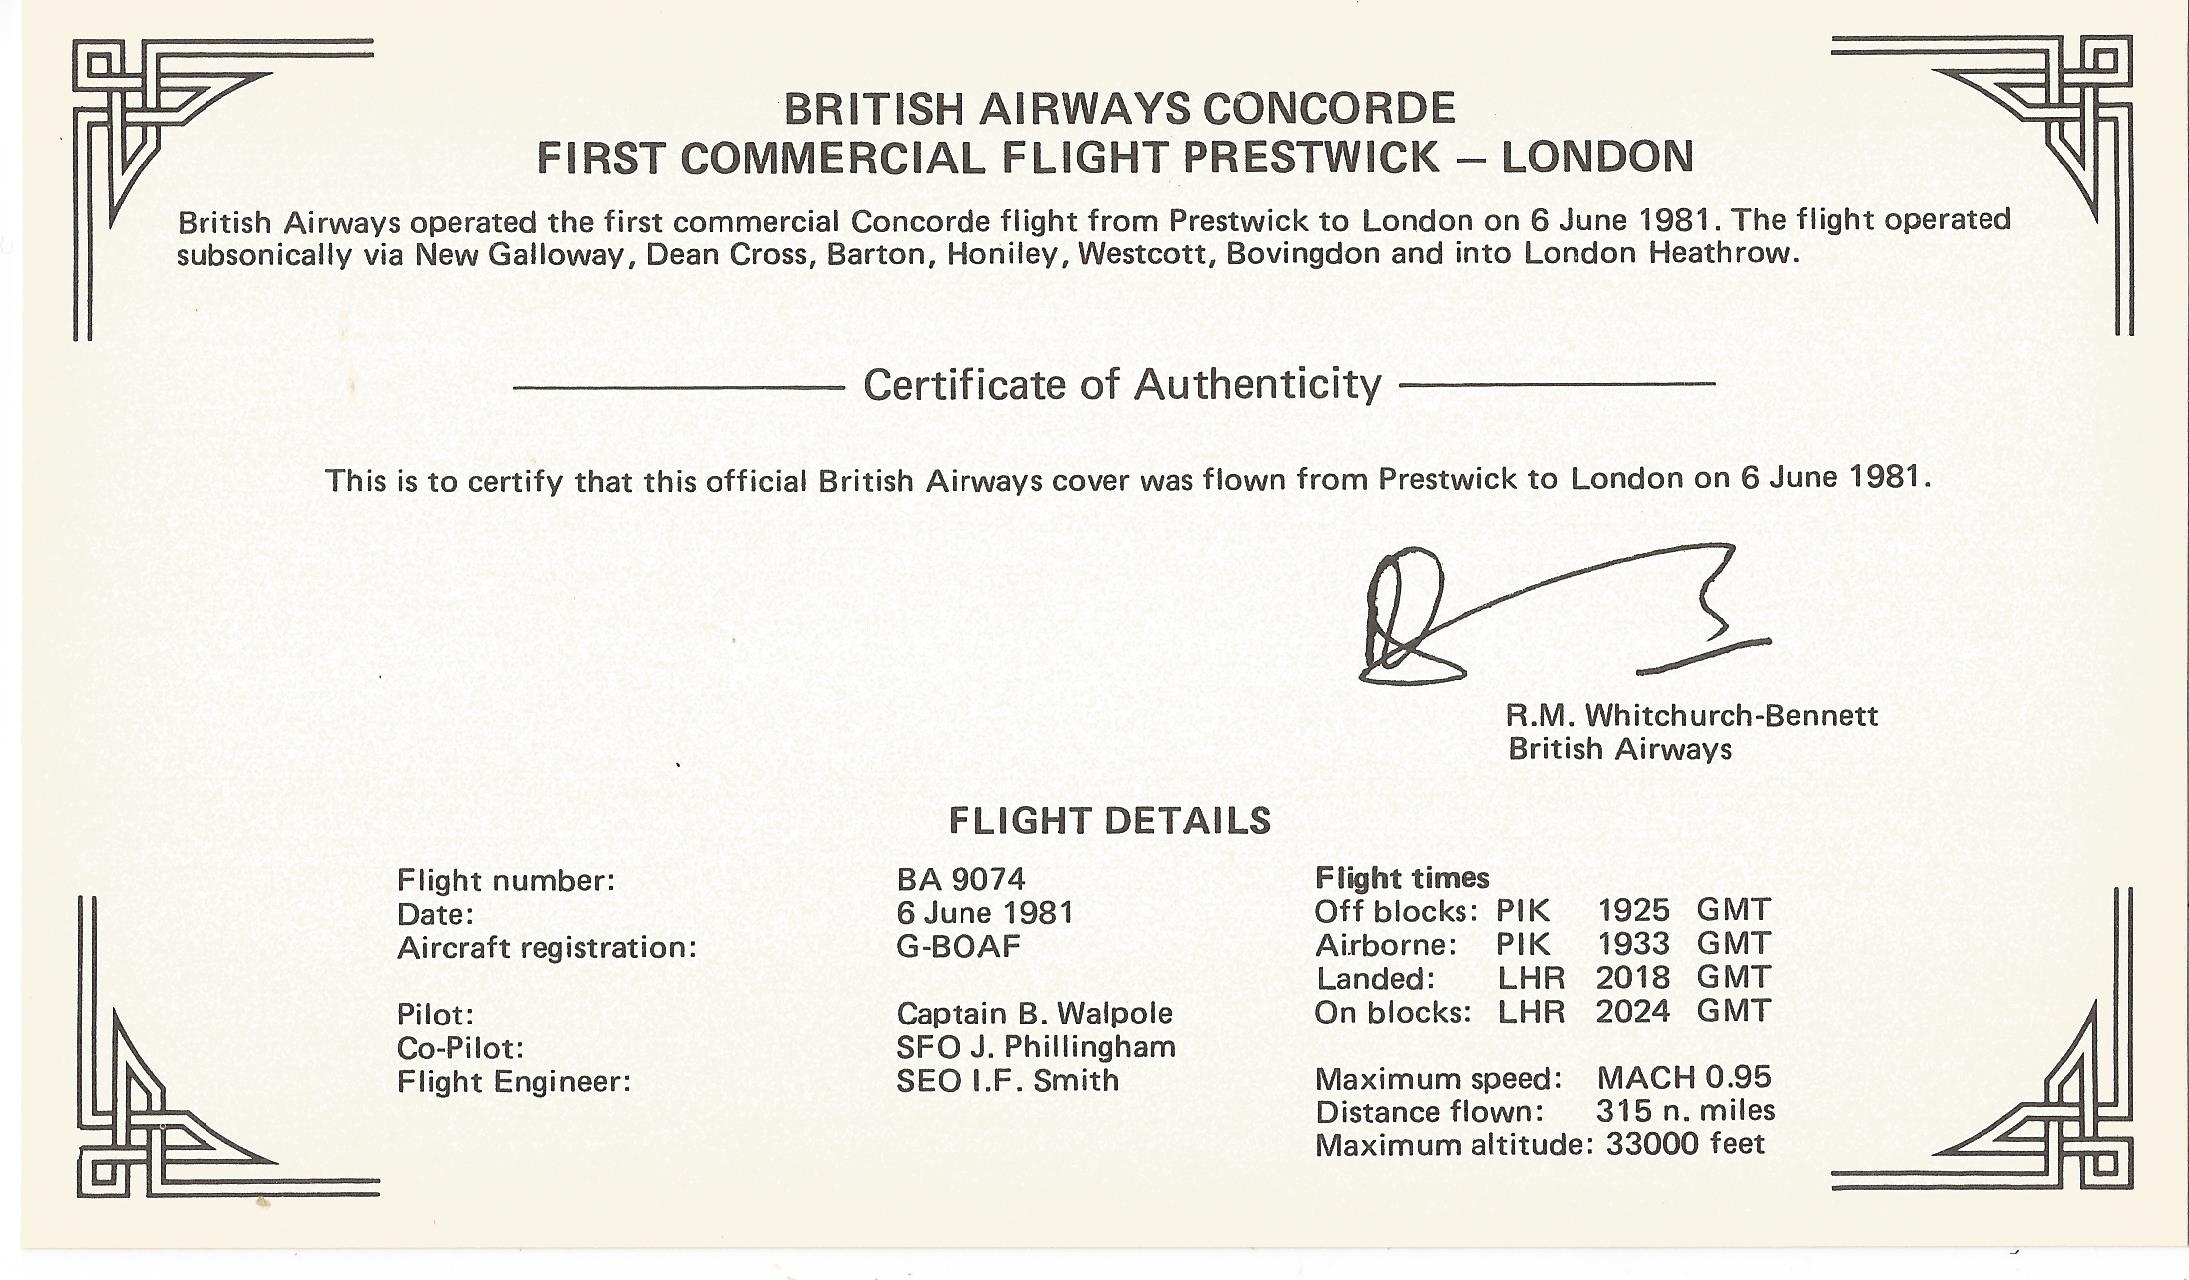 BRITISH AIRWAYS CONCORDE
FIRST COMMERCIAL FLIGHT PRESTWICK – LONDON
British Airways operated the first commercial Concorde flight from Prestwick to London on 6 June 1981. The flight operated
subsonically via New Galloway, Dean Cross, Barton, Honiley, Westcott, Bovingdon and into London Heathrow.
Certificate of Authenticity
This is to certify that this official British Airways cover was flown from Prestwick to London on 6 June 1981.
R.M. Whitchurch-Bennett
British Airways
FLIGHT DETAILS
Flight number: BA 9074
Date: 6 June 1981
Aircraft registration: G-BOAF
Pilot: Captain B. Walpole
Co-Pilot: SFO J. Phillingham
Flight Engineer: SEO I.F. Smith
Flight times
Off blocks: PIK 1925 GMT
Airborne: PIK 1933 GMT
Landed: LHR 2018 GMT
On blocks: LHR 2024 GMT
Maximum speed: MACH 0.95
Distance flown: 315 n. miles
Maximum altitude: 33000 feet